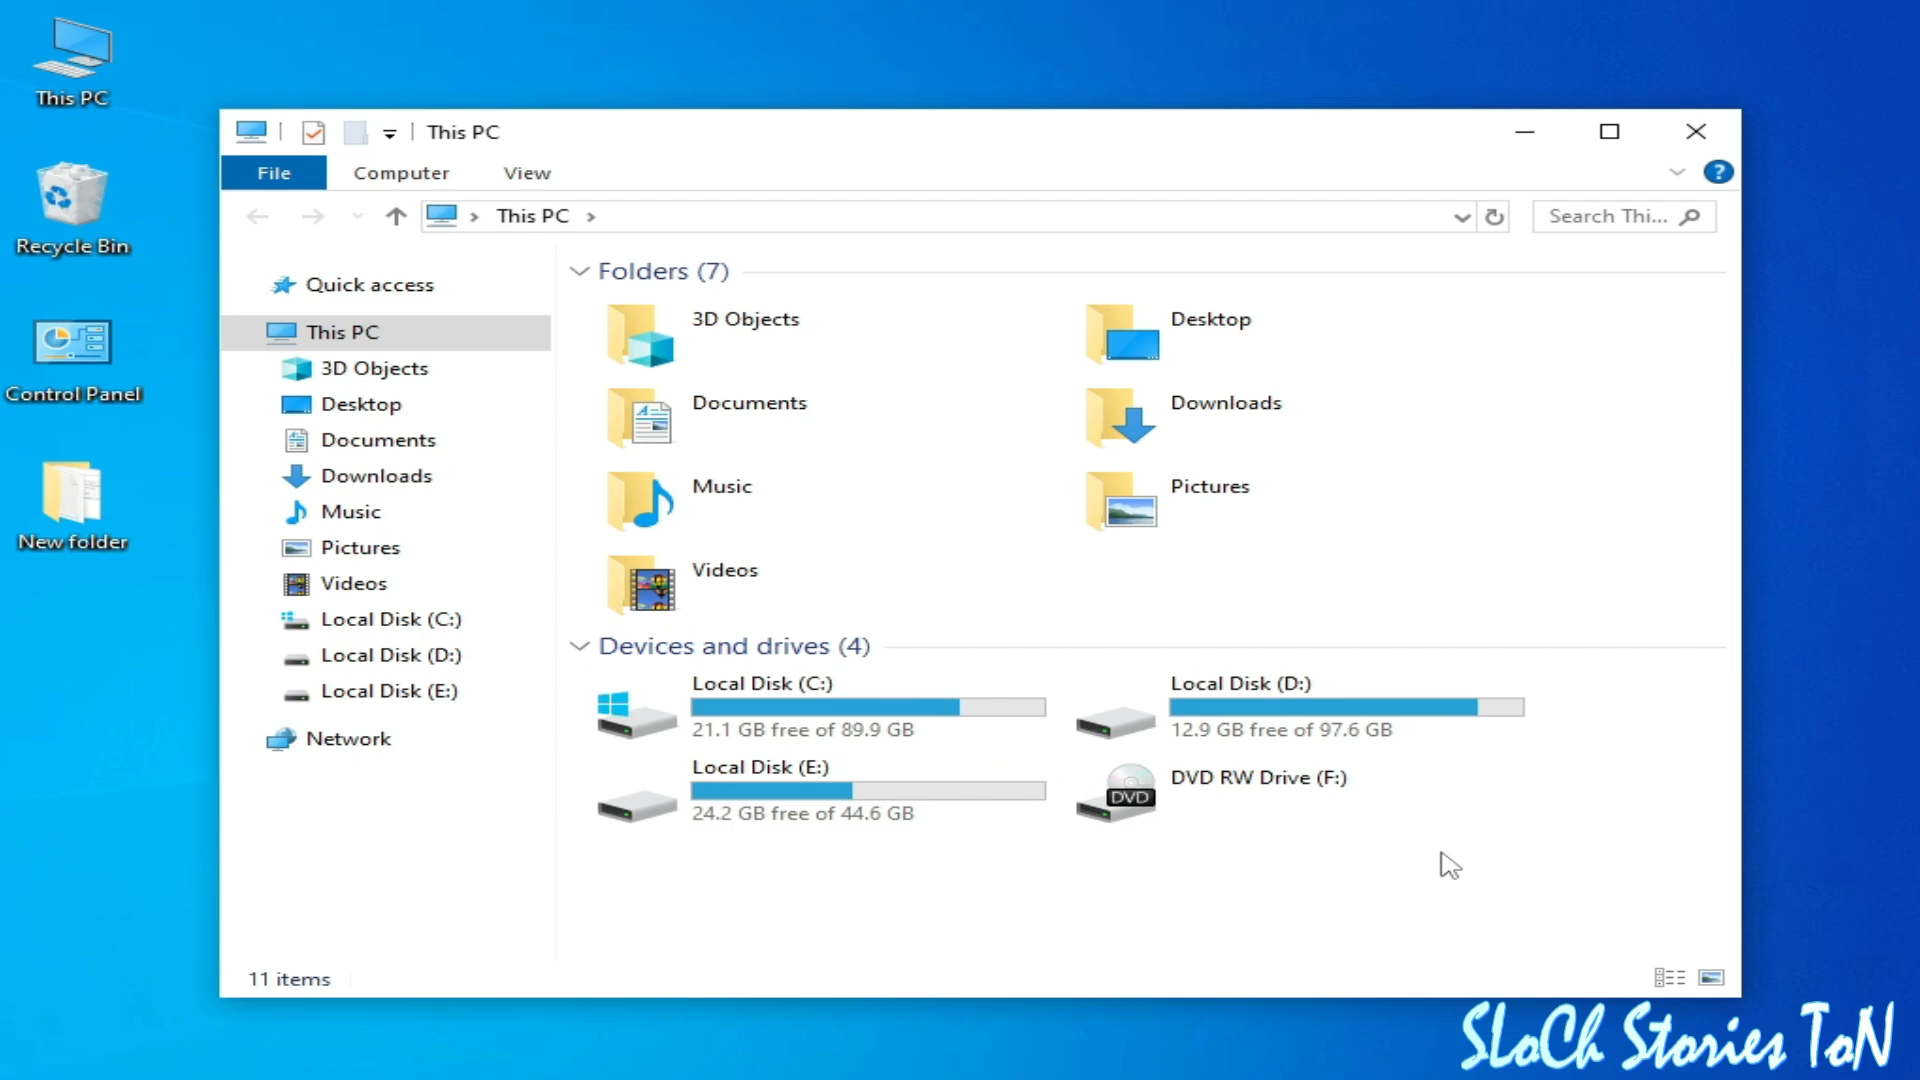 This PC
Recycle Bin
Control Panel
New folder
This PC
File Computer View
?
This PC
Search Thi...
Quick access
This PC
3D Objects
Desktop
Documents
Downloads
Music
Pictures
Videos
Local Disk (C:)
Local Disk (D:)
Local Disk (E:)
Network
Folders (7)
3D Objects
Desktop
Documents
Downloads
Music
Pictures
Videos
Devices and drives (4)
Local Disk (C:)
21.1 GB free of 89.9 GB
Local Disk (D:)
12.9 GB free of 97.6 GB
Local Disk (E:)
24.2 GB free of 44.6 GB
DVD
DVD RW Drive (F:)
11 items
SLoCh Stories ToN